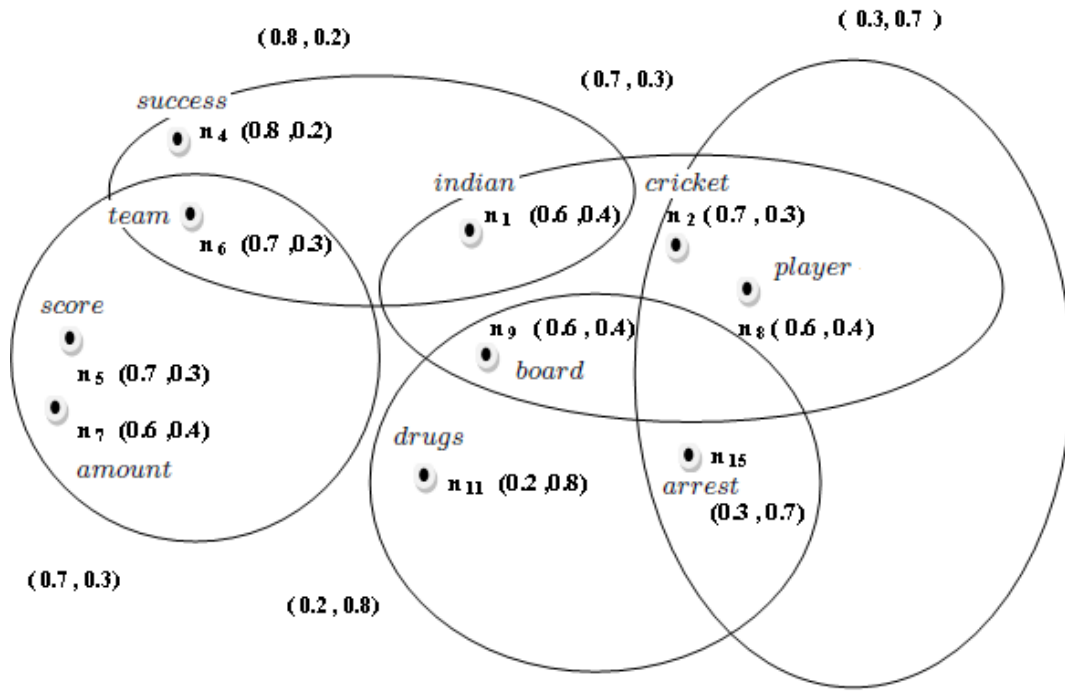 ( 0.3, 0.7 )
( 0.8 , 0.2)
( 0.7 , 0.3)
success
n 4 (0.8 ,0.2)
indian
cricket
team
n 1 (0.6 ,0.4)
n 2 ( 0.7 , 0.3)
n 6 (0.7 ,0.3)
player
score
n 9 ( 0.6 , 0.4)
n 8 ( 0.6 , 0.4)
n 5 (0.7 ,0.3)
board
n 7 (0.6 ,0.4)
drugs
amount
n 15
n 11 (0.2 ,0.8)
arrest
(0.3 , 0.7)
( 0.7 , 0.3)
( 0.2 , 0.8)